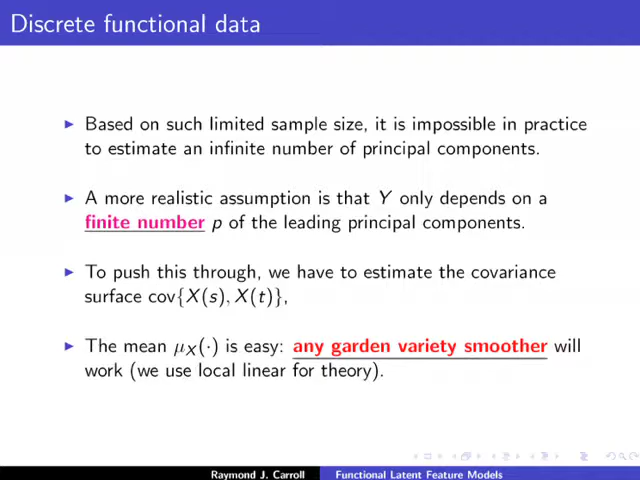 Discrete functional data
Based on such limited sample size, it is impossible in practice
to estimate an infinite number of principal components.
A more realistic assumption is that Y only depends on a
finite number p of the leading principal components.
To push this through, we have to estimate the covariance
surface cov{X(s), X(t)},
The mean μ_X(·) is easy: any garden variety smoother will
work (we use local linear for theory).
Raymond J. Carroll Functional Latent Feature Models